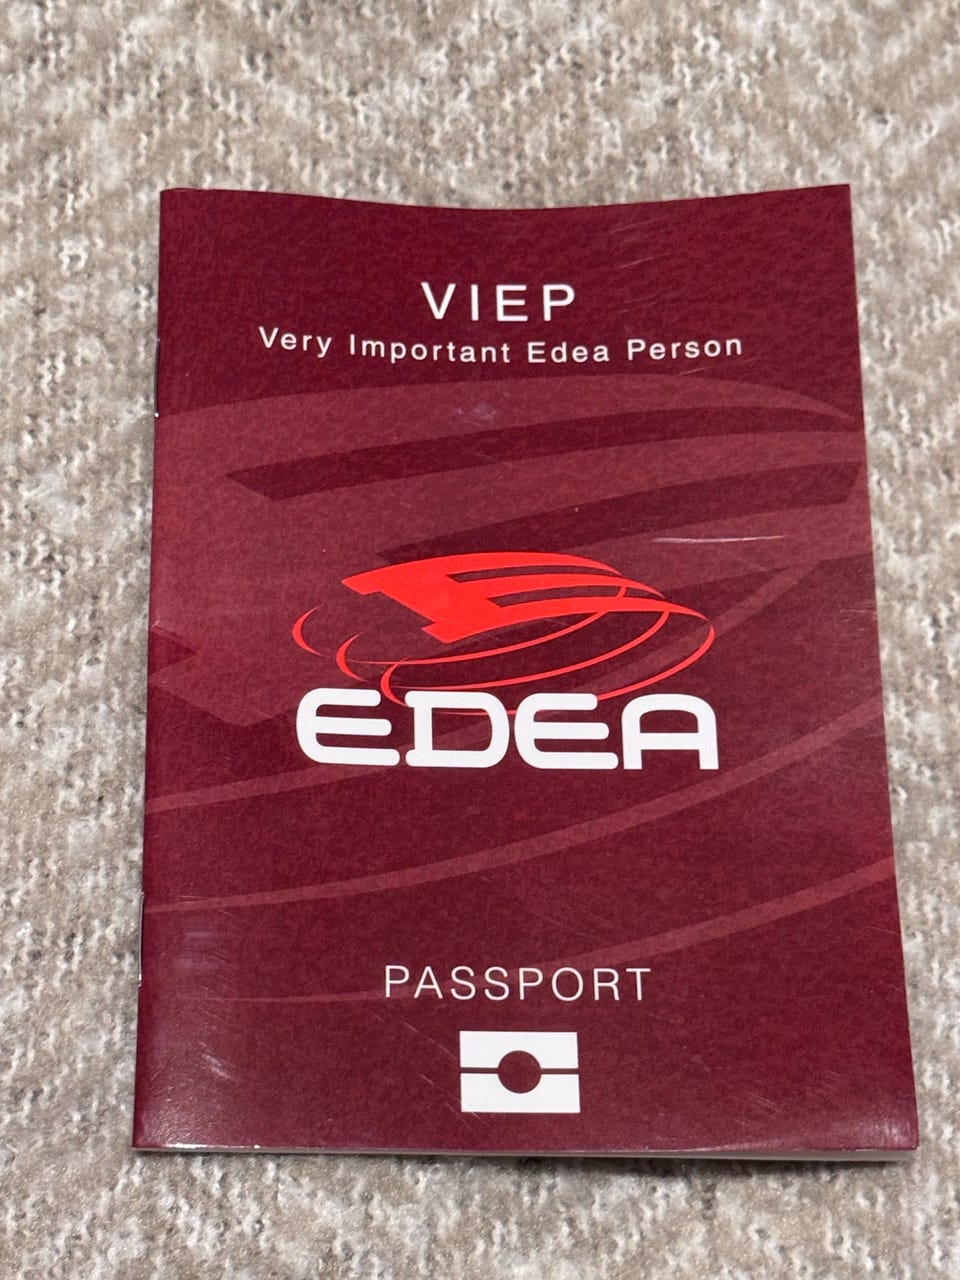 VIEP
Very Important Edea Person
EDEA
PASSPORT